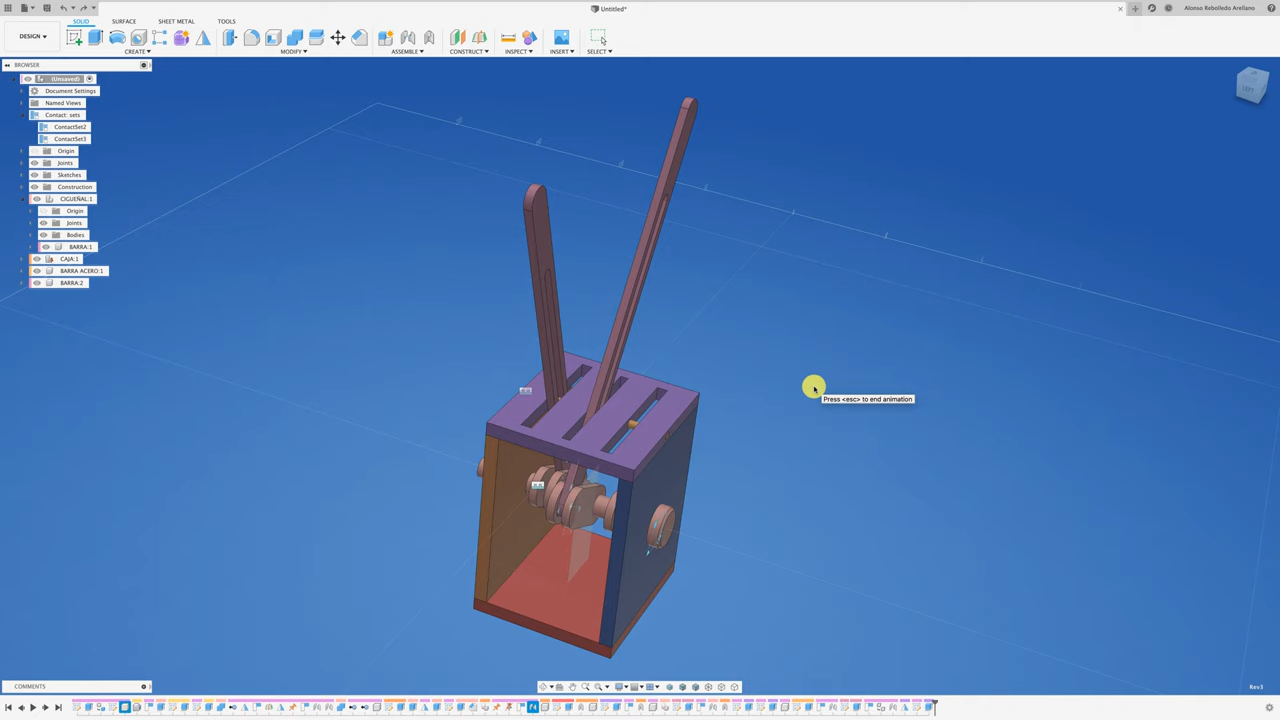 Untitled*
Alonso Rebolledo Arellano
DESIGN
SOLID SURFACE SHEET METAL TOOLS
CREATE MODIFY ASSEMBLE CONSTRUCT INSPECT INSERT SELECT
BROWSER
(Unsaved)
Document Settings
Named Views
Contact: sets
ContactSet2
ContactSet3
Origin
Joints
Sketches
Construction
CIGUEÑAL:1
Origin
Joints
Bodies
BARRA:1
CAJA:1
BARRA ACERO:1
BARRA:2
LEFT
Press <esc> to end animation
COMMENTS
Rev3